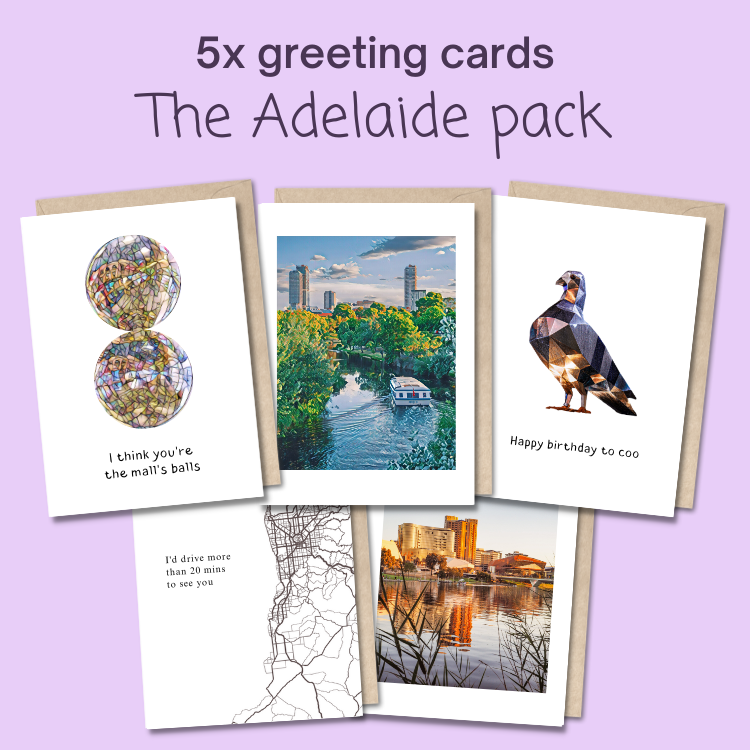 5x greeting cards
The Adelaide pack
I think you're
the mall's balls
Happy birthday to coo
I'd drive more
than 20 mins
to see you